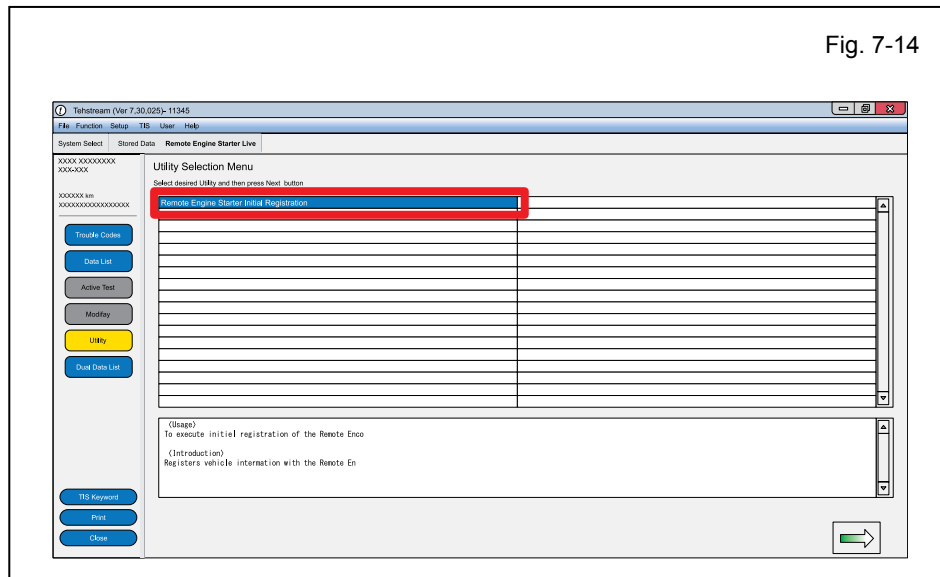 Fig. 7-14
Tehstream (Ver 7,30,025)- 11345
File Function Setup TIS User Help
System Select Stored Data Remote Engine Starter Live
XXXX XXXXXXXX
XXX-XXX
XXXXXX km
XXXXXXXXXXXXXXXXX
Trouble Codes
Data List
Active Test
Modifay
Utility
Dual Data List
TIS Keyword
Print
Close
Utility Selection Menu
Select desired Utility and then press Next button
Remote Engine Starter Initial Registration
(Usage)
To execute initiel registration of the Remote Enco
(Introduction)
Registers vehicle intermation with the Remote En